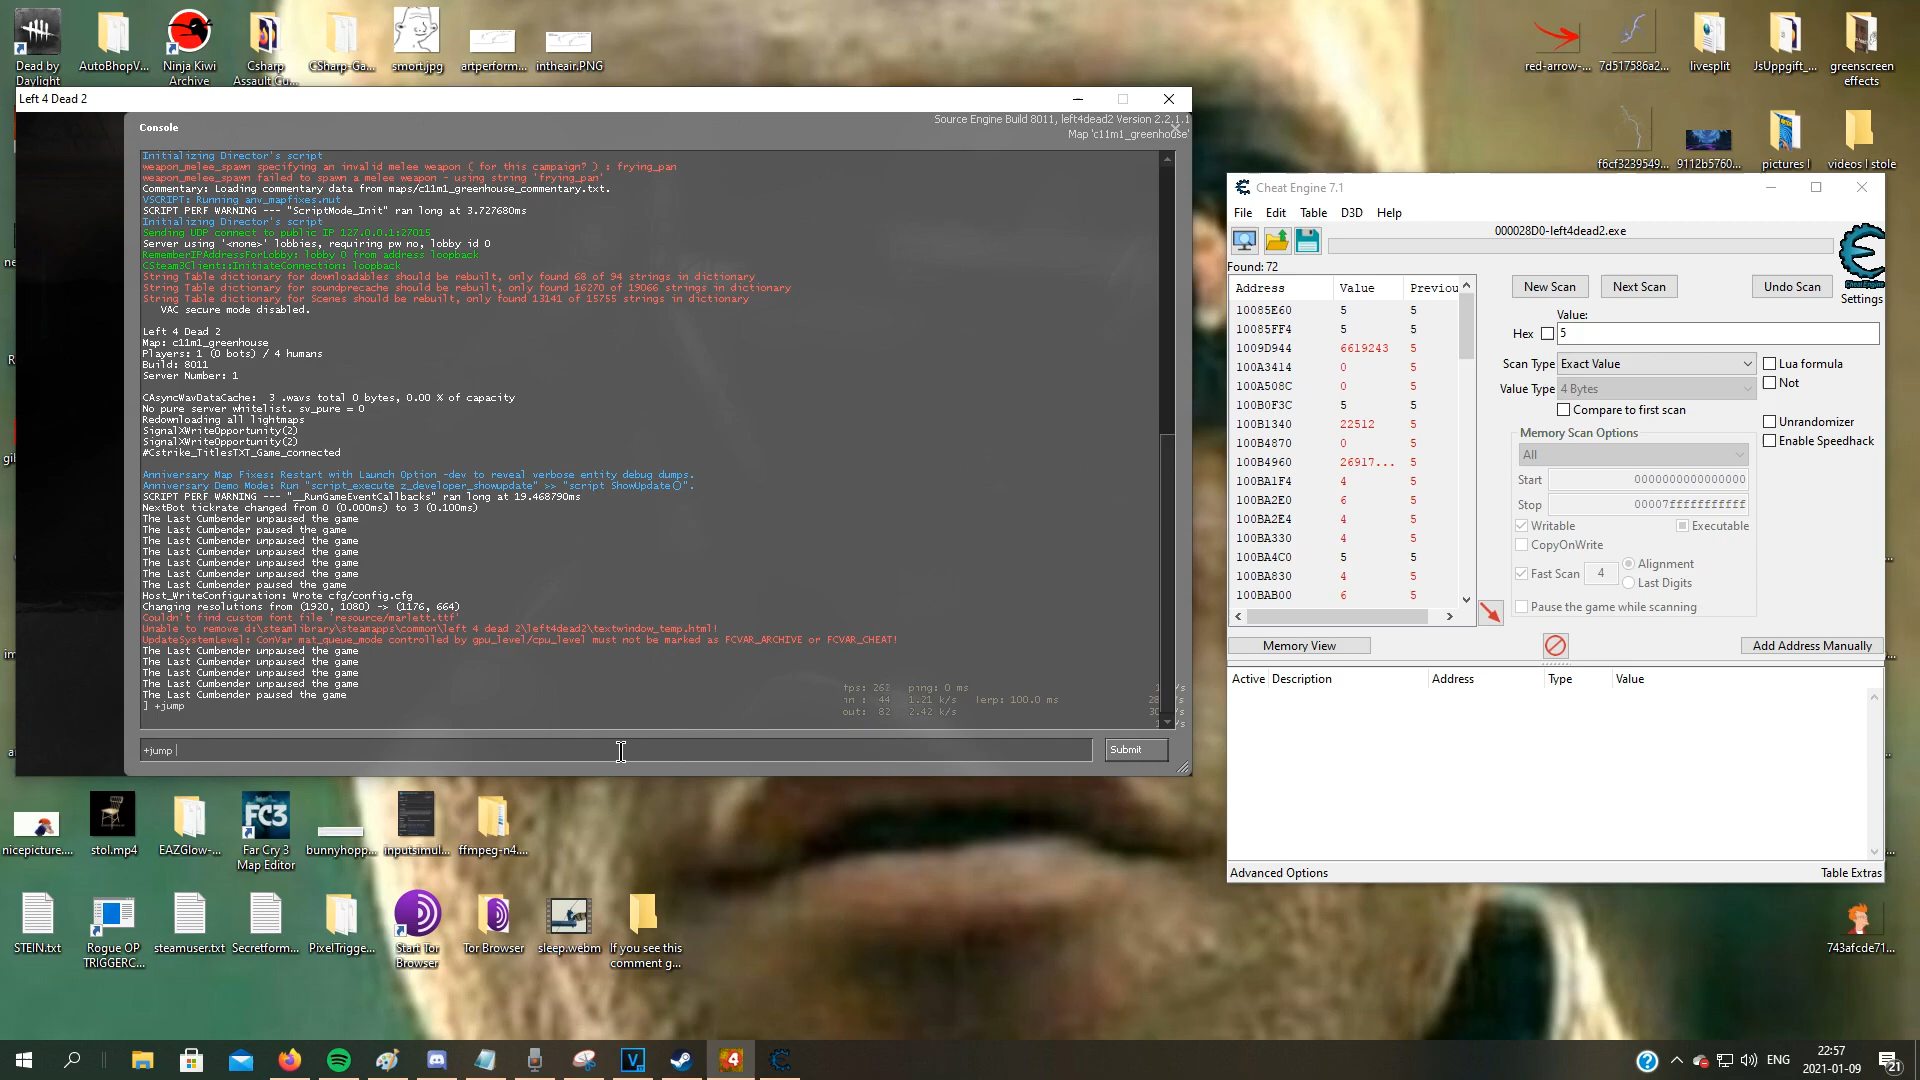 Dead by
Daylight
AutoBhopV...
Ninja Kiwi
Archive
Csharp
Assault Cu...
CSharp-Ga...
smort.jpg
artperform...
intheair.PNG
red-arrow-...
7d517586a2...
livesplit
JsUppgift_...
greenscreen
effects
f6cf3239549...
9112b5760...
pictures I
videos I stole
Left 4 Dead 2
Console
Source Engine Build 8011, left4dead2 Version 2.2.1.1
Map 'c11m1_greenhouse'
Initializing Director's script
weapon_melee_spawn specifying an invalid melee weapon ( for this campaign? ) : frying_pan
weapon_melee_spawn failed to spawn a melee weapon - using string 'frying_pan'
Commentary: Loading commentary data from maps/c11m1_greenhouse_commentary.txt.
VSCRIPT: Running anv_mapfixes.nut
SCRIPT PERF WARNING --- "ScriptMode_Init" ran long at 3.727680ms
Initializing Director's script
Sending UDP connect to public IP 127.0.0.1:27015
Server using '<none>' lobbies, requiring pw no, lobby id 0
RememberIPAddressForLobby: lobby 0 from address loopback
CSteam3Client::InitiateConnection: loopback
String Table dictionary for downloadables should be rebuilt, only found 68 of 94 strings in dictionary
String Table dictionary for soundprecache should be rebuilt, only found 16270 of 19066 strings in dictionary
String Table dictionary for Scenes should be rebuilt, only found 13141 of 15755 strings in dictionary
VAC secure mode disabled.
Left 4 Dead 2
Map: c11m1_greenhouse
Players: 1 (0 bots) / 4 humans
Build: 8011
Server Number: 1
CAsyncWavDataCache:  3 .wavs total 0 bytes, 0.00 % of capacity
No pure server whitelist. sv_pure = 0
Redownloading all lightmaps
SignalXWriteOpportunity(2)
SignalXWriteOpportunity(2)
#Cstrike_TitlesTXT_Game_connected
Anniversary Map Fixes: Restart with Launch Option -dev to reveal verbose entity debug dumps.
Anniversary Demo Mode: Run "script_execute z_developer_showupdate" >> "script ShowUpdate()".
SCRIPT PERF WARNING --- "__RunGameEventCallbacks" ran long at 19.468790ms
NextBot tickrate changed from 0 (0.000ms) to 3 (0.100ms)
The Last Cumbender unpaused the game
The Last Cumbender paused the game
The Last Cumbender unpaused the game
The Last Cumbender unpaused the game
The Last Cumbender unpaused the game
The Last Cumbender unpaused the game
The Last Cumbender paused the game
Host_WriteConfiguration: Wrote cfg/config.cfg
Changing resolutions from (1920, 1080) -> (1176, 664)
Couldn't find custom font file 'resource/marlett.ttf'
Unable to remove d:\steamlibrary\steamapps\common\left 4 dead 2\left4dead2\textwindow_temp.html!
UpdateSystemLevel: ConVar mat_queue_mode controlled by gpu_level/cpu_level must not be marked as FCVAR_ARCHIVE or FCVAR_CHEAT!
The Last Cumbender unpaused the game
The Last Cumbender unpaused the game
The Last Cumbender unpaused the game
The Last Cumbender unpaused the game
The Last Cumbender paused the game
] +jump
fps: 263 ping: 0 ms
in : 44 1.21 k/s lerp: 100.0 ms
out: 82 2.42 k/s
+jump
Submit
Cheat Engine 7.1
File Edit Table D3D Help
000028D0-left4dead2.exe
Found: 72
Address Value Previou
10085E60 5 5
10085FF4 5 5
1009D944 6619243 5
100A3414 0 5
100A508C 0 5
100B0F3C 5 5
100B1340 22512 5
100B4870 0 5
100B4960 26917... 5
100BA1F4 4 5
100BA2E0 6 5
100BA2E4 4 5
100BA330 4 5
100BA4C0 5 5
100BA830 4 5
100BAB00 6 5
New Scan Next Scan Undo Scan
Cheat Engine
Settings
Value:
Hex 5
Scan Type Exact Value
Lua formula
Value Type 4 Bytes
Not
Compare to first scan
Memory Scan Options
Unrandomizer
All
Enable Speedhack
Start 0000000000000000
Stop 00007fffffffffff
Writable Executable
CopyOnWrite
Fast Scan 4 Alignment
Last Digits
Pause the game while scanning
Memory View
Add Address Manually
Active Description Address Type Value
Advanced Options Table Extras
nicepicture....
stol.mp4
EAZGlow-...
Far Cry 3
Map Editor
FC3
bunnyhopp...
inputsimul...
ffmpeg-n4....
STEIN.txt
Rogue OP
TRIGGERC...
steamuser.txt
Secretform...
PixelTrigge...
Start Tor
Browser
Tor Browser
sleep.webm
If you see this
comment g...
743afcde71...
ENG
22:57
2021-01-09
21